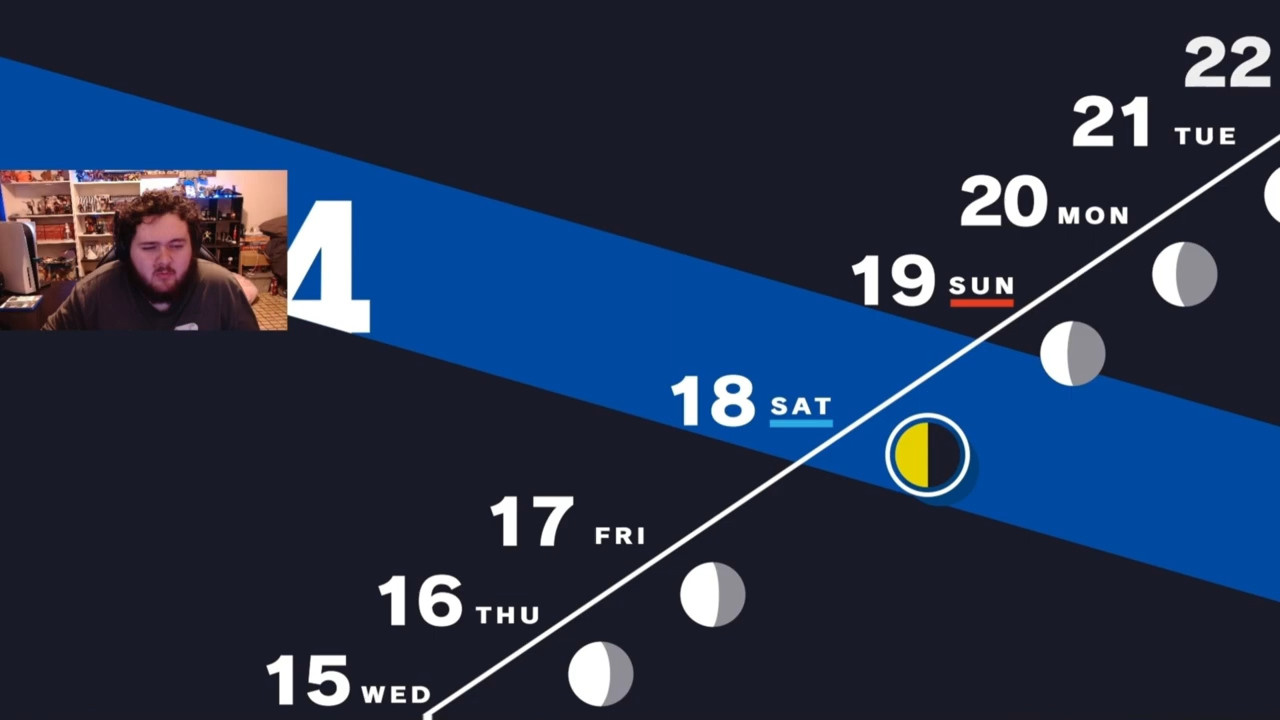 22
21 TUE
20 MON
19 SUN
4
18 SAT
17 FRI
16 THU
15 WED